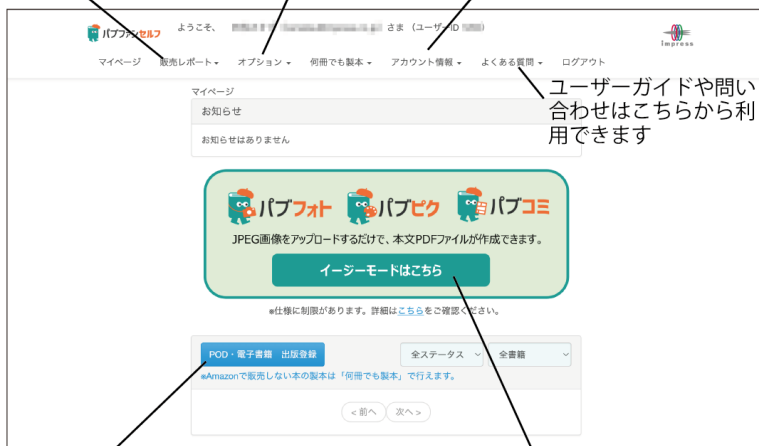 パブファンセルフ
ようこそ、 さま （ユーザーID ）
Impress
マイページ 販売レポート オプション 何冊でも製本 アカウント情報 よくある質問 ログアウト
ユーザーガイドや問い
合わせはこちらから利
用できます
マイページ
お知らせ
お知らせはありません
パブフォト パブピク パブコミ
JPEG画像をアップロードするだけで、本文PDFファイルが作成できます。
イージーモードはこちら
※仕様に制限があります。詳細はこちらをご確認ください。
POD・電子書籍 出版登録 全ステータス 全書籍
※Amazonで販売しない本の製本は「何冊でも製本」で行えます。
< 前へ 次へ >